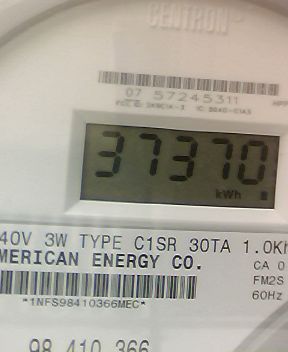 CENTRON
07 57245311
37370
kWh
40V 3W TYPE C1SR 30TA 1.0Kh
MERICAN ENERGY CO.
CA 0
FM2S
60Hz
*1NFS98410366MEC*
98 410 366